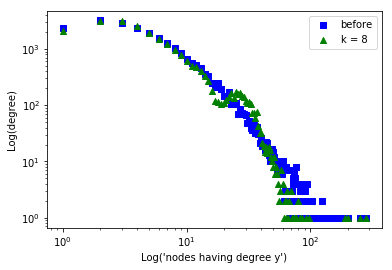 before
k = 8
Log(degree)
10³
10²
10¹
10⁰
10⁰
10¹
10²
Log('nodes having degree y')